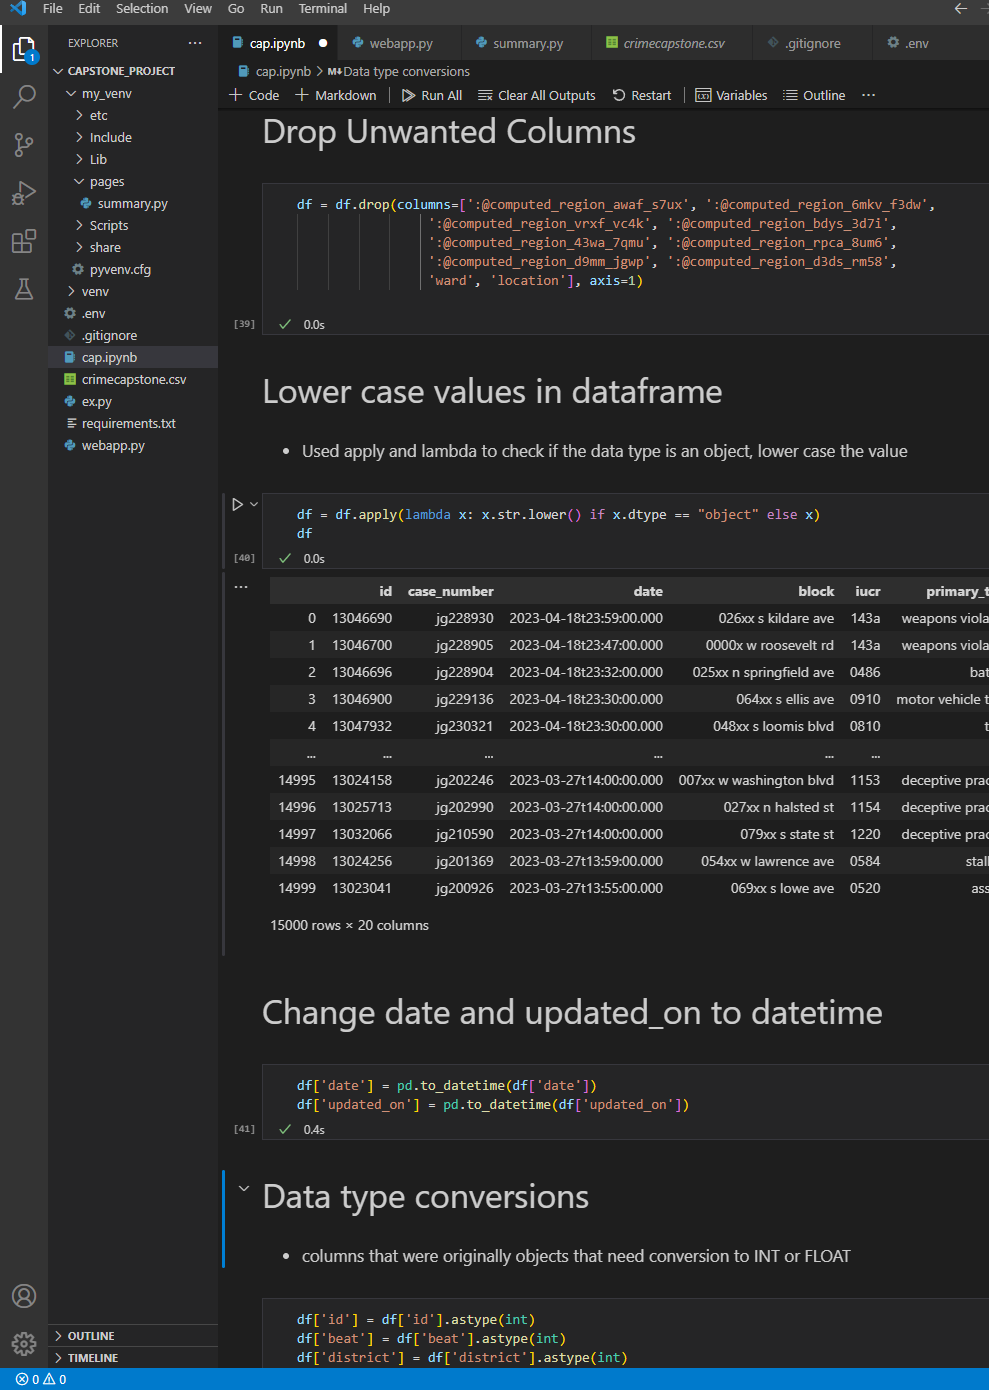 File Edit Selection View Go Run Terminal Help
EXPLORER
1
CAPSTONE_PROJECT
my_venv
etc
Include
Lib
pages
summary.py
Scripts
share
pyvenv.cfg
venv
.env
.gitignore
cap.ipynb
crimecapstone.csv
ex.py
requirements.txt
webapp.py
OUTLINE
TIMELINE
0 0
cap.ipynb webapp.py summary.py crimecapstone.csv .gitignore .env
cap.ipynb > M↓Data type conversions
+ Code + Markdown Run All Clear All Outputs Restart Variables Outline ...
Drop Unwanted Columns
df = df.drop(columns=[':@computed_region_awaf_s7ux', ':@computed_region_6mkv_f3dw',
':@computed_region_vrxf_vc4k', ':@computed_region_bdys_3d7i',
':@computed_region_43wa_7qmu', ':@computed_region_rpca_8um6',
':@computed_region_d9mm_jgwp', ':@computed_region_d3ds_rm58',
'ward', 'location'], axis=1)
[39] ✓ 0.0s
Lower case values in dataframe
• Used apply and lambda to check if the data type is an object, lower case the value
df = df.apply(lambda x: x.str.lower() if x.dtype == "object" else x)
df
[40] ✓ 0.0s
...
id case_number date block iucr primary_t
0 13046690 jg228930 2023-04-18t23:59:00.000 026xx s kildare ave 143a weapons viola
1 13046700 jg228905 2023-04-18t23:47:00.000 0000x w roosevelt rd 143a weapons viola
2 13046696 jg228904 2023-04-18t23:32:00.000 025xx n springfield ave 0486 bat
3 13046900 jg229136 2023-04-18t23:30:00.000 064xx s ellis ave 0910 motor vehicle t
4 13047932 jg230321 2023-04-18t23:30:00.000 048xx s loomis blvd 0810 t
... ... ... ... ... ...
14995 13024158 jg202246 2023-03-27t14:00:00.000 007xx w washington blvd 1153 deceptive prac
14996 13025713 jg202990 2023-03-27t14:00:00.000 027xx n halsted st 1154 deceptive prac
14997 13032066 jg210590 2023-03-27t14:00:00.000 079xx s state st 1220 deceptive prac
14998 13024256 jg201369 2023-03-27t13:59:00.000 054xx w lawrence ave 0584 stal
14999 13023041 jg200926 2023-03-27t13:55:00.000 069xx s lowe ave 0520 ass
15000 rows × 20 columns
Change date and updated_on to datetime
df['date'] = pd.to_datetime(df['date'])
df['updated_on'] = pd.to_datetime(df['updated_on'])
[41] ✓ 0.4s
Data type conversions
• columns that were originally objects that need conversion to INT or FLOAT
df['id'] = df['id'].astype(int)
df['beat'] = df['beat'].astype(int)
df['district'] = df['district'].astype(int)